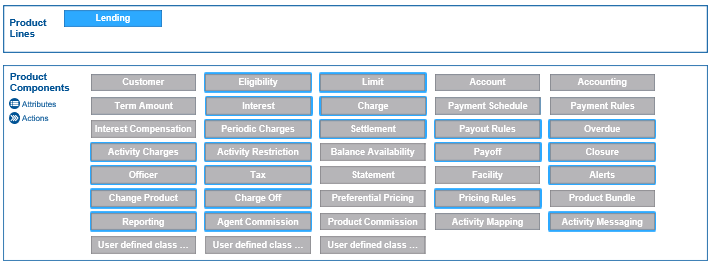 Product Lines
Lending
Product Components
Attributes
Actions
Customer Eligibility Limit Account Accounting
Term Amount Interest Charge Payment Schedule Payment Rules
Interest Compensation Periodic Charges Settlement Payout Rules Overdue
Activity Charges Activity Restriction Balance Availability Payoff Closure
Officer Tax Statement Facility Alerts
Change Product Charge Off Preferential Pricing Pricing Rules Product Bundle
Reporting Agent Commission Product Commission Activity Mapping Activity Messaging
User defined class ... User defined class ... User defined class ...